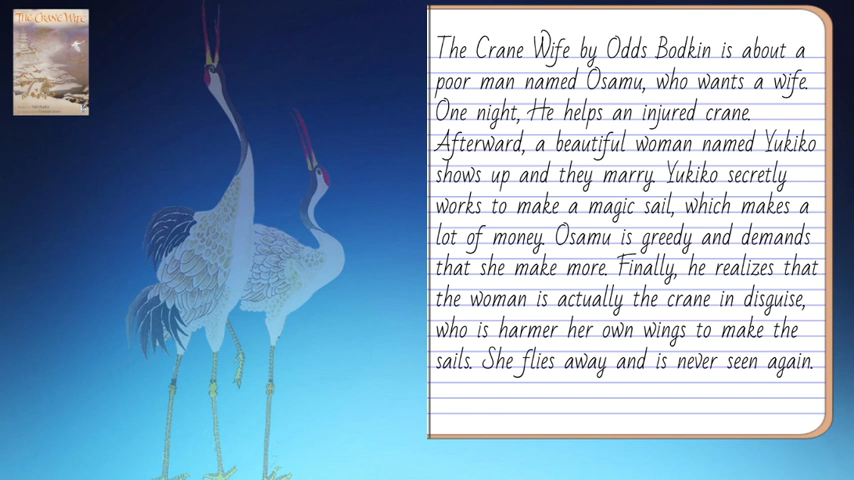 THE CRANE WIFE
The Crane Wife by Odds Bodkin is about a
poor man named Osamu, who wants a wife.
One night, He helps an injured crane.
Afterward, a beautiful woman named Yukiko
shows up and they marry. Yukiko secretly
works to make a magic sail, which makes a
lot of money. Osamu is greedy and demands
that she make more. Finally, he realizes that
the woman is actually the crane in disguise,
who is harmer her own wings to make the
sails. She flies away and is never seen again.